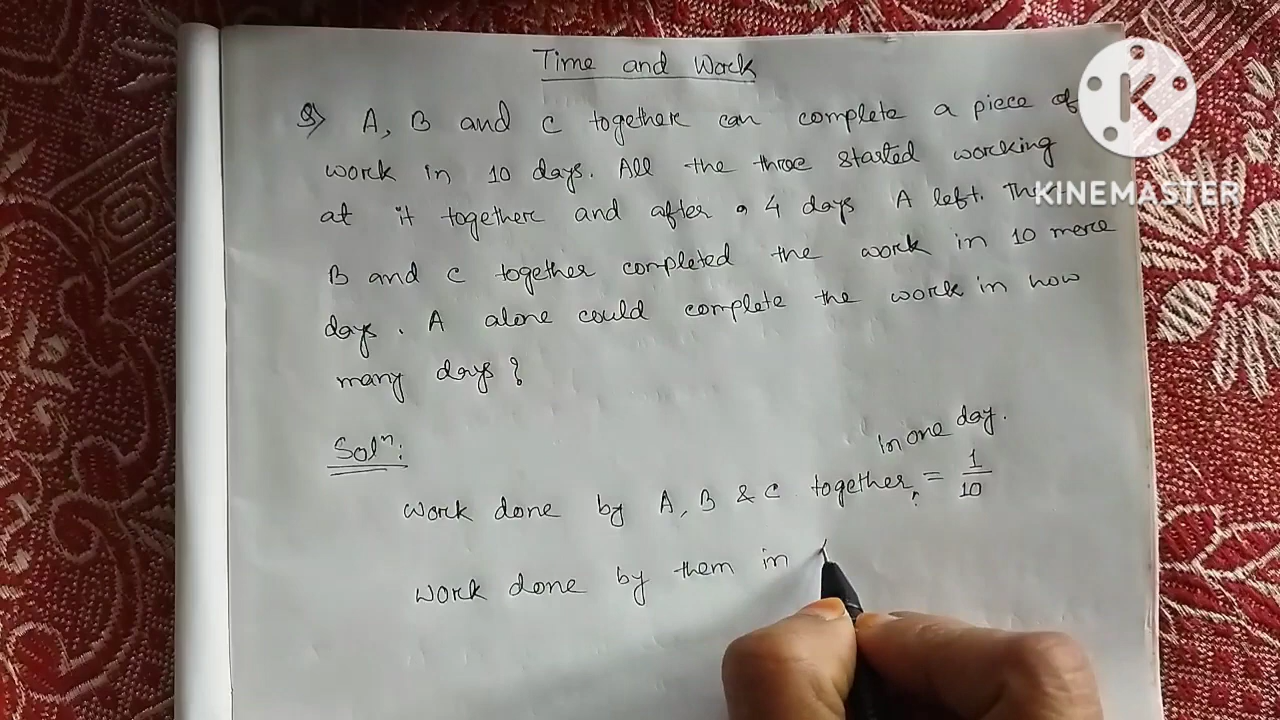 Time and Work
Q) A, B and C together can complete a piece of
work in 10 days. All the three started working
at it together and after 4 days A left. The
B and C together completed the work in 10 more
days. A alone could complete the work in how
many days?
Soln:
in one day.
Work done by A, B & C together = 1/10
Work done by them in
KINEMASTER